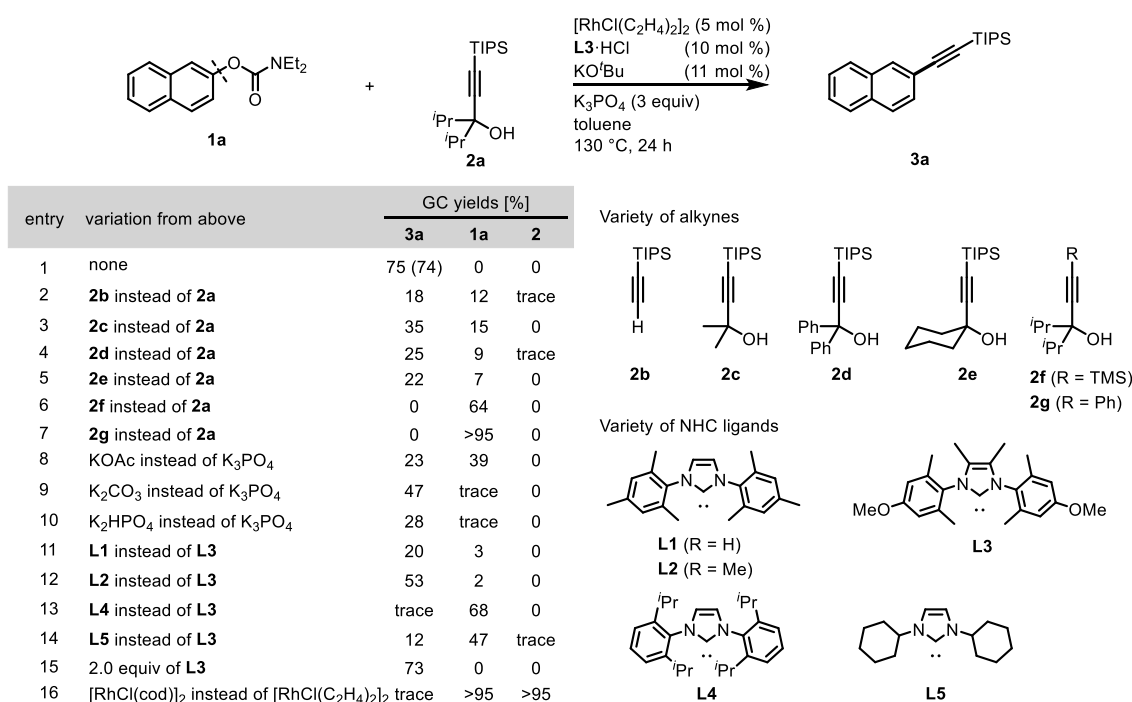 [RhCl(C₂H₄)₂]₂ (5 mol %)
L3·HCl (10 mol %)
KOᵗBu (11 mol %)
K₃PO₄ (3 equiv)
toluene
130 °C, 24 h
O
NEt₂
O
1a
+
TIPS
ⁱPr
ⁱPr
OH
2a
TIPS
3a
entry variation from above GC yields [%]
3a 1a 2
1 none 75 (74) 0 0
2 2b instead of 2a 18 12 trace
3 2c instead of 2a 35 15 0
4 2d instead of 2a 25 9 trace
5 2e instead of 2a 22 7 0
6 2f instead of 2a 0 64 0
7 2g instead of 2a 0 >95 0
8 KOAc instead of K₃PO₄ 23 39 0
9 K₂CO₃ instead of K₃PO₄ 47 trace 0
10 K₂HPO₄ instead of K₃PO₄ 28 trace 0
11 L1 instead of L3 20 3 0
12 L2 instead of L3 53 2 0
13 L4 instead of L3 trace 68 0
14 L5 instead of L3 12 47 trace
15 2.0 equiv of L3 73 0 0
16 [RhCl(cod)]₂ instead of [RhCl(C₂H₄)₂]₂ trace >95 >95
Variety of alkynes
TIPS TIPS TIPS TIPS R
H OH Ph OH OH ⁱPr OH
Ph ⁱPr
2b 2c 2d 2e 2f (R = TMS)
2g (R = Ph)
Variety of NHC ligands
N N
··
L1 (R = H)
L2 (R = Me)
MeO N N OMe
··
L3
ⁱPr ⁱPr
N N
··
ⁱPr ⁱPr
L4
N N
··
L5